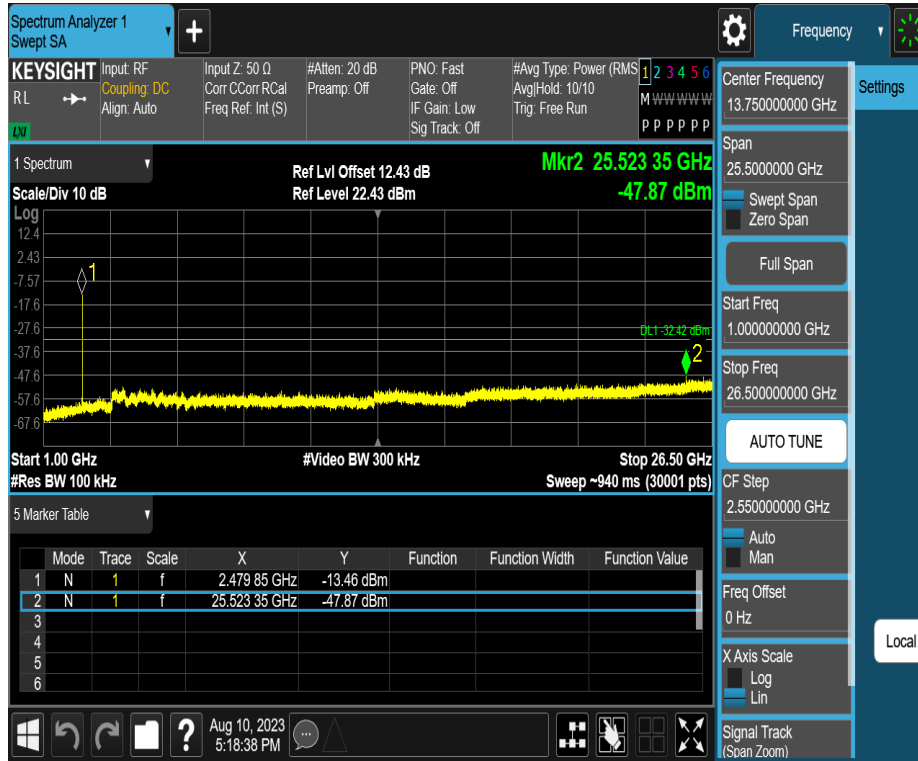 Spectrum Analyzer 1
Swept SA
+
Frequency
KEYSIGHT
RL
LXI
Input: RF
Coupling: DC
Align: Auto
Input Z: 50 Ω
Corr CCorr RCal
Freq Ref: Int (S)
#Atten: 20 dB
Preamp: Off
PNO: Fast
Gate: Off
IF Gain: Low
Sig Track: Off
#Avg Type: Power (RMS
Avg|Hold: 10/10
Trig: Free Run
1 2 3 4 5 6
M W W W W W
P P P P P P
1 Spectrum
Scale/Div 10 dB
Ref Lvl Offset 12.43 dB
Ref Level 22.43 dBm
Mkr2 25.523 35 GHz
-47.87 dBm
Log
12.4
2.43
-7.57
-17.6
-27.6
-37.6
-47.6
-57.6
-67.6
1
DL1 -32.42 dBm
2
Start 1.00 GHz
#Res BW 100 kHz
#Video BW 300 kHz
Stop 26.50 GHz
Sweep ~940 ms (30001 pts)
5 Marker Table
Mode Trace Scale X Y Function Function Width Function Value
1 N 1 f 2.479 85 GHz -13.46 dBm
2 N 1 f 25.523 35 GHz -47.87 dBm
3
4
5
6
Aug 10, 2023
5:18:38 PM
Center Frequency
13.750000000 GHz
Span
25.5000000 GHz
Swept Span
Zero Span
Full Span
Start Freq
1.000000000 GHz
Stop Freq
26.500000000 GHz
AUTO TUNE
CF Step
2.550000000 GHz
Auto
Man
Freq Offset
0 Hz
X Axis Scale
Log
Lin
Signal Track
(Span Zoom)
Settings
Local